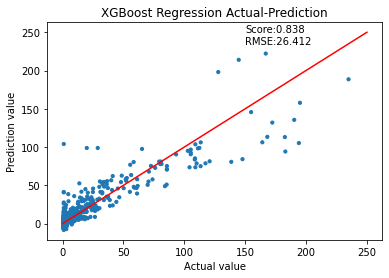 XGBoost Regression Actual-Prediction
Score:0.838
RMSE:26.412
250
200
150
100
50
0
Prediction value
0 50 100 150 200 250
Actual value